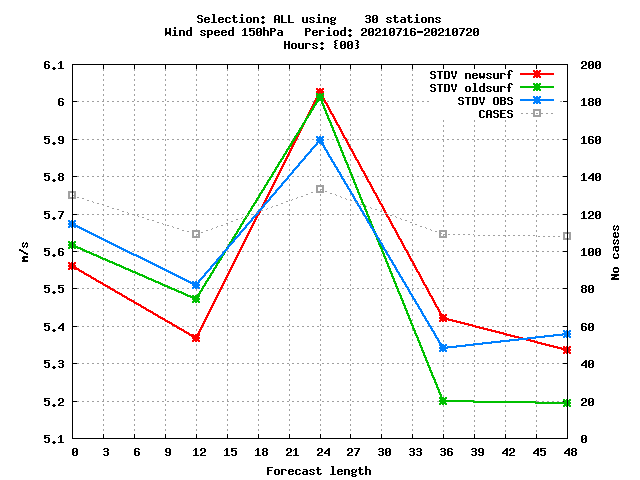 Selection: ALL using    30 stations
Wind speed 150hPa   Period: 20210716-20210720
Hours: {00}
STDV newsurf
STDV oldsurf
STDV OBS
CASES
6.1
6
5.9
5.8
5.7
5.6
5.5
5.4
5.3
5.2
5.1
m/s
200
180
160
140
120
100
80
60
40
20
0
No cases
0 3 6 9 12 15 18 21 24 27 30 33 36 39 42 45 48
Forecast length